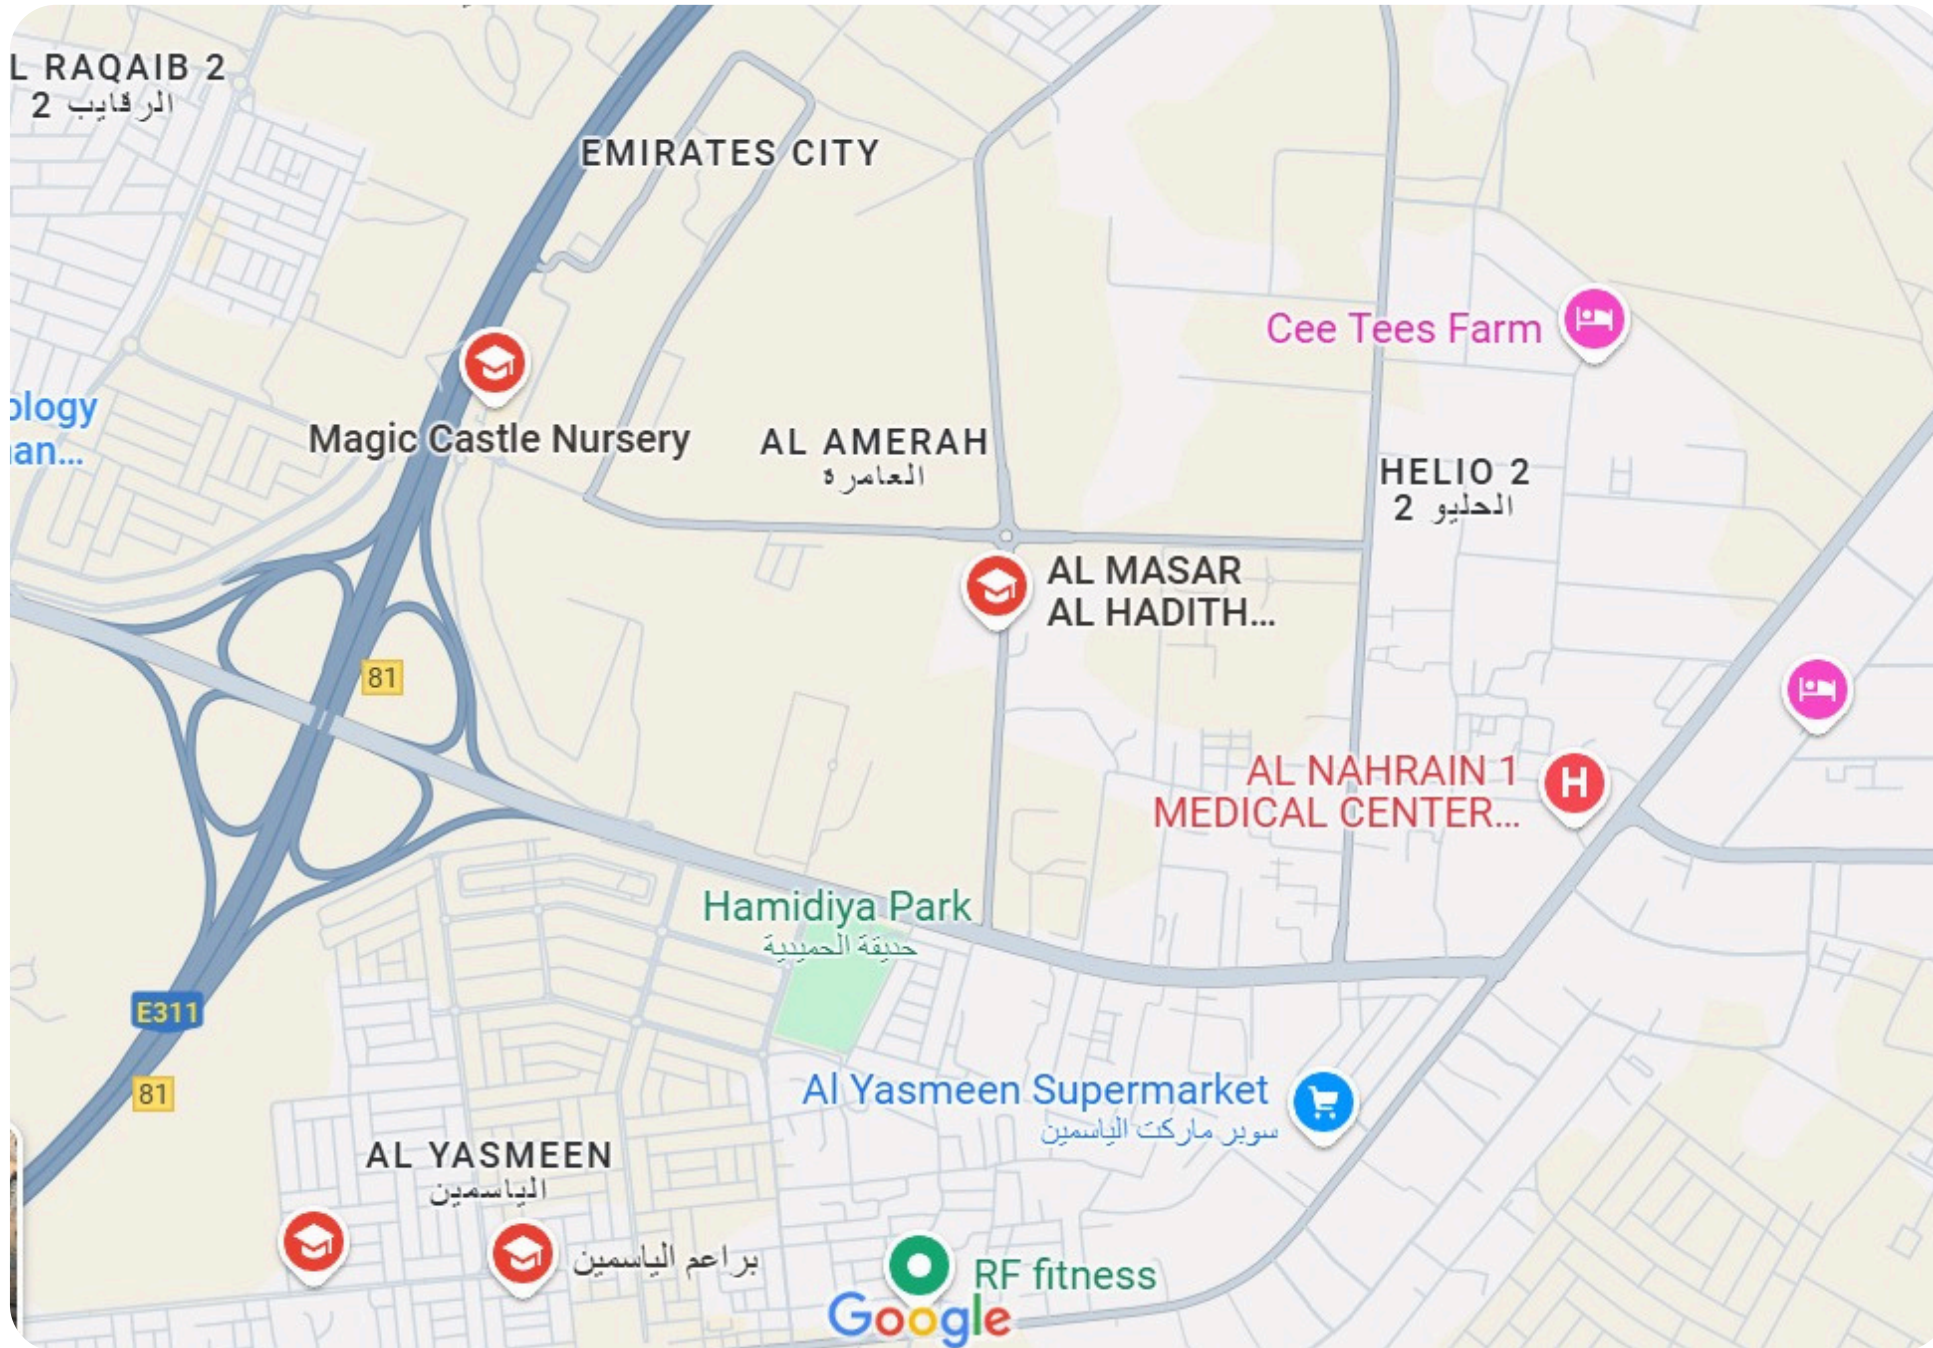 L RAQAIB 2
الرقايب 2
EMIRATES CITY
Cee Tees Farm
ology
an...
Magic Castle Nursery
AL AMERAH
العامره
HELIO 2
الحليو 2
AL MASAR
AL HADITH...
81
AL NAHRAIN 1
MEDICAL CENTER...
H
Hamidiya Park
حديقة الحميدية
E311
81
Al Yasmeen Supermarket
سوبر ماركت الياسمين
AL YASMEEN
الياسمين
براعم الياسمين
RF fitness
Google